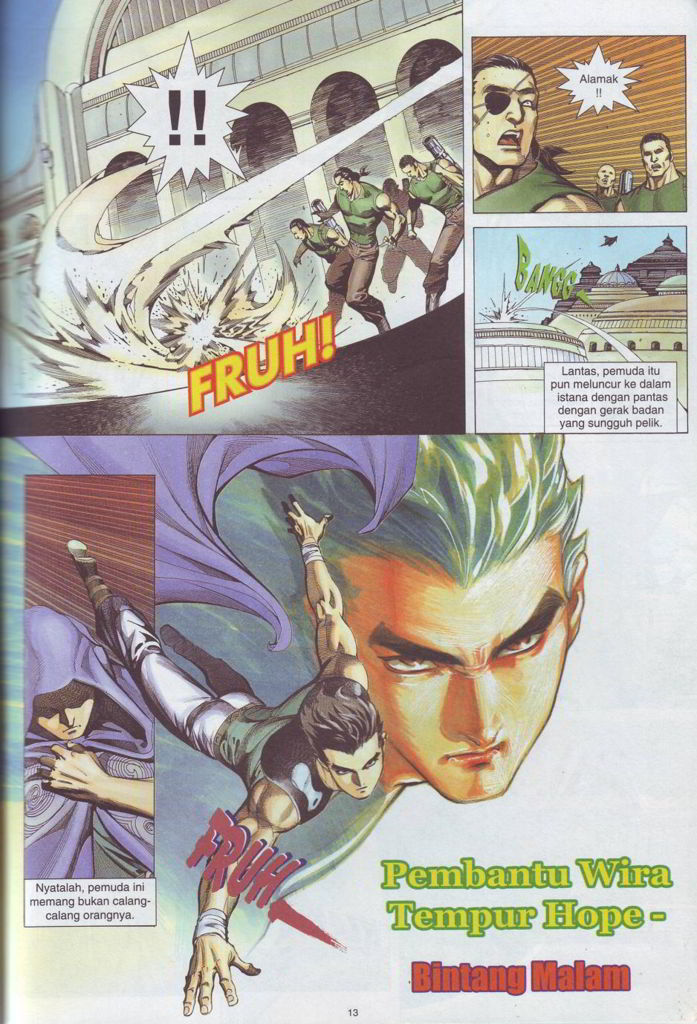 !!
FRUH!
Alamak
!!
BANGG
Lantas, pemuda itu
pun meluncur ke dalam
istana dengan pantas
dengan gerak badan
yang sungguh pelik.
Nyatalah, pemuda ini
memang bukan calang-
calang orangnya.
FRUH
Pembantu Wira
Tempur Hope -
Bintang Malam
13